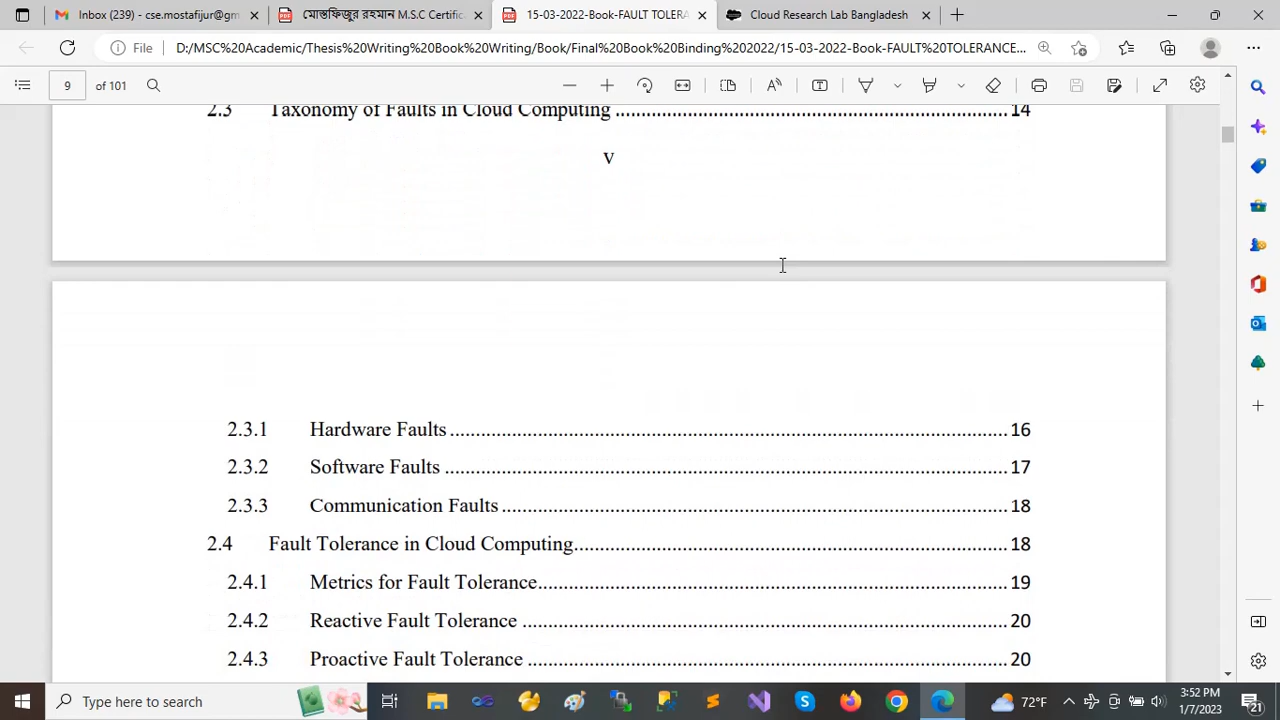 Inbox (239) - cse.mostafijur@gm
মোস্তফিজুর রহমান M.S.C Certific
15-03-2022-Book-FAULT TOLERA
Cloud Research Lab Bangladesh
File
D:/MSC%20Academic/Thesis%20Writing%20Book%20Writing/Book/Final%20Book%20Binding%202022/15-03-2022-Book-FAULT%20TOLERANCE...
9 of 101
2.3 Taxonomy of Faults in Cloud Computing 14
v
2.3.1 Hardware Faults 16
2.3.2 Software Faults 17
2.3.3 Communication Faults 18
2.4 Fault Tolerance in Cloud Computing 18
2.4.1 Metrics for Fault Tolerance 19
2.4.2 Reactive Fault Tolerance 20
2.4.3 Proactive Fault Tolerance 20
Type here to search
72°F
3:52 PM
1/7/2023
21